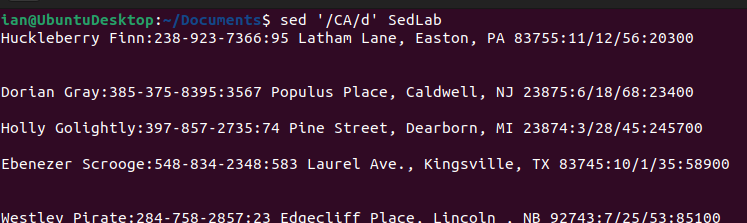 ian@UbuntuDesktop:~/Documents$ sed '/CA/d' SedLab
Huckleberry Finn:238-923-7366:95 Latham Lane, Easton, PA 83755:11/12/56:20300
Dorian Gray:385-375-8395:3567 Populus Place, Caldwell, NJ 23875:6/18/68:23400
Holly Golightly:397-857-2735:74 Pine Street, Dearborn, MI 23874:3/28/45:245700
Ebenezer Scrooge:548-834-2348:583 Laurel Ave., Kingsville, TX 83745:10/1/35:58900
Westley Pirate:284-758-2857:23 Edgecliff Place, Lincoln , NB 92743:7/25/53:85100